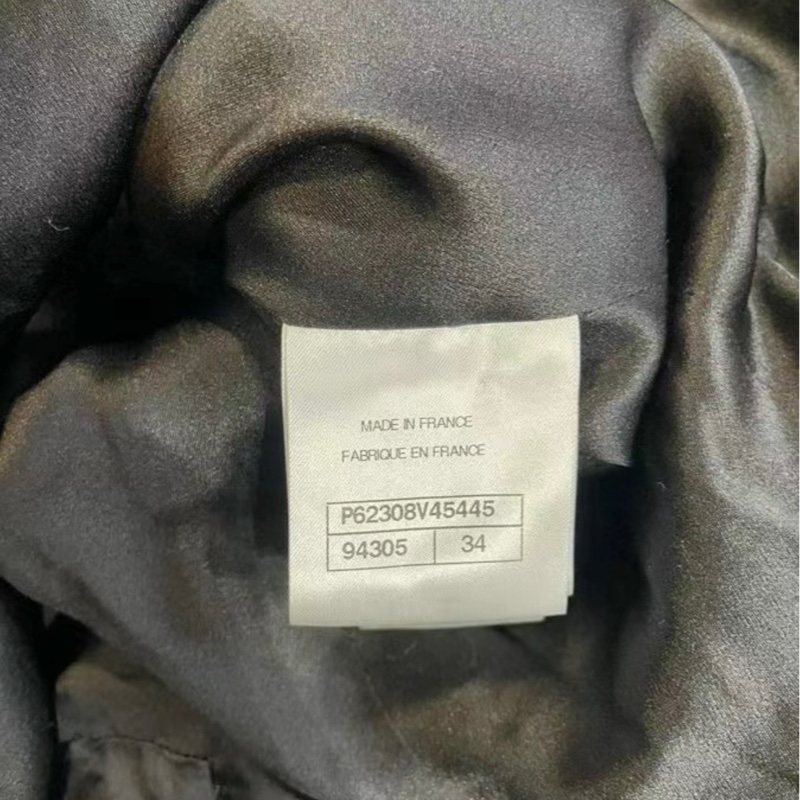 MADE IN FRANCE
FABRIQUE EN FRANCE
P62308V45445
94305 34